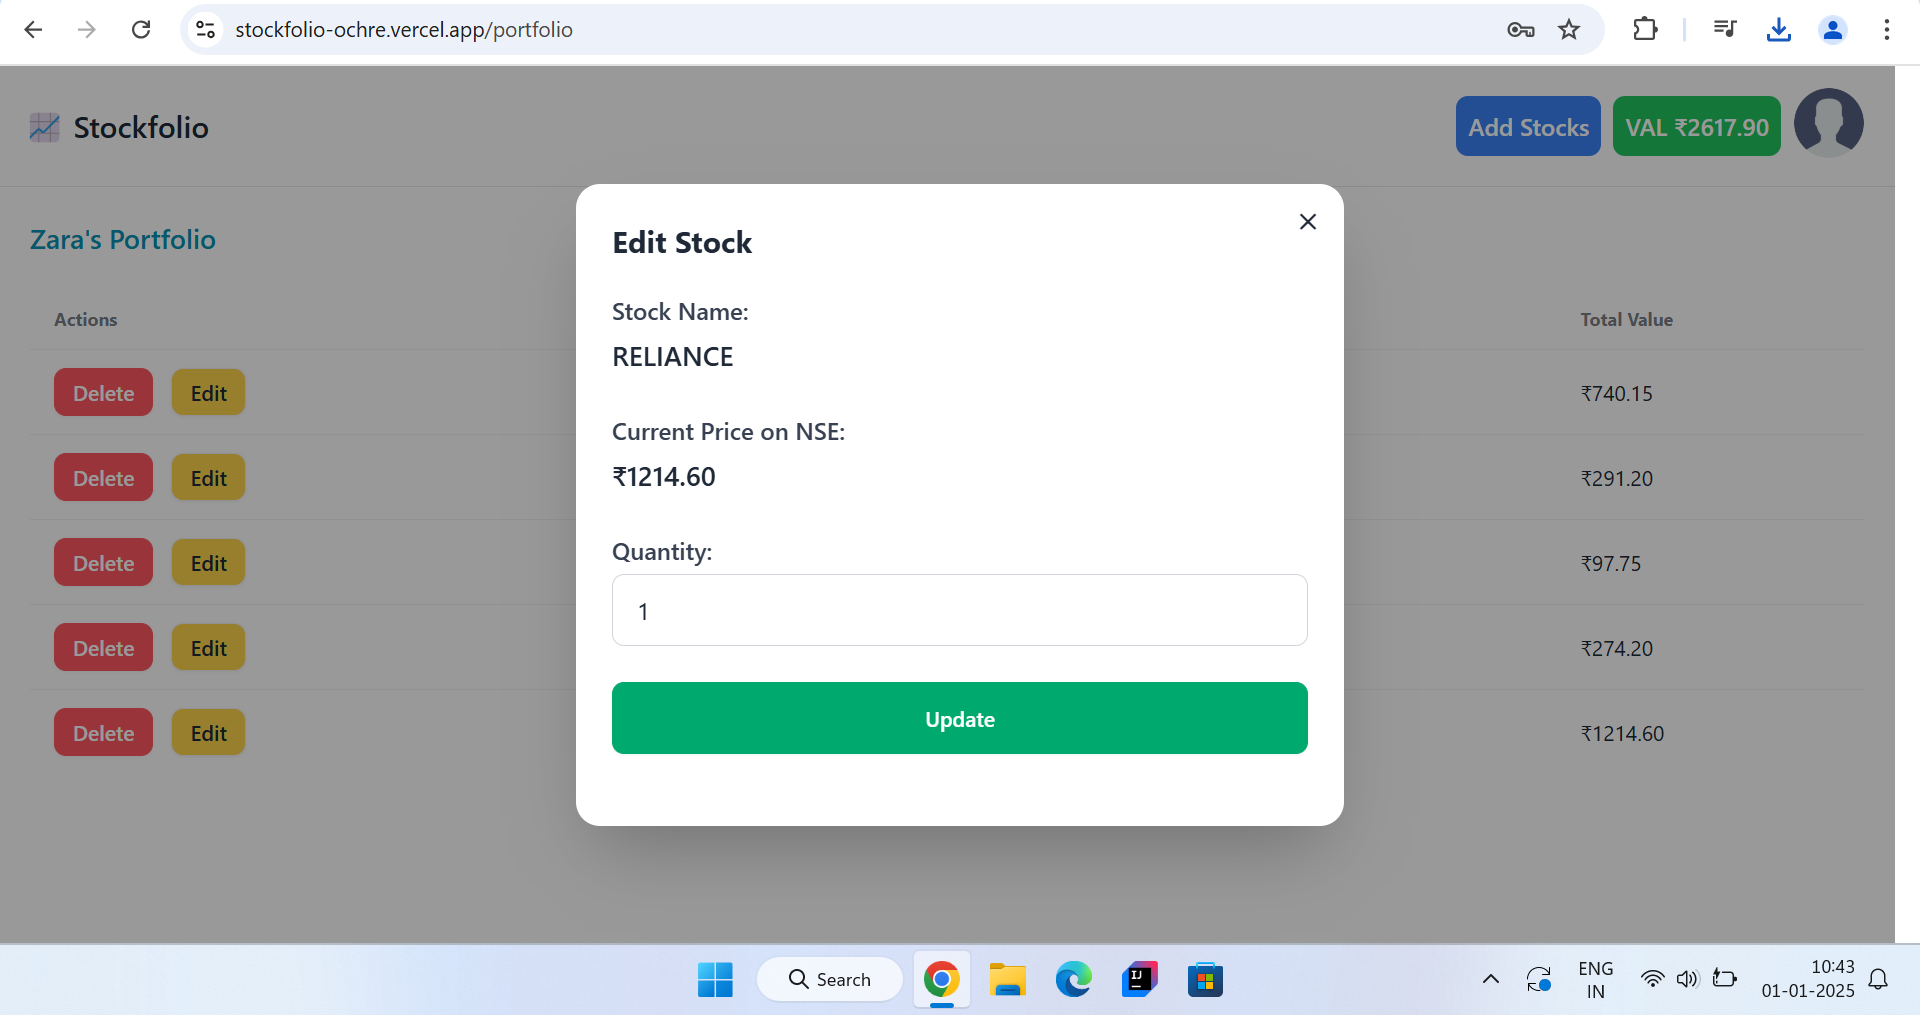 stockfolio-ochre.vercel.app/portfolio
Stockfolio
Add Stocks
VAL ₹2617.90
Zara's Portfolio
Actions
Total Value
Delete
Edit
₹740.15
Delete
Edit
₹291.20
Delete
Edit
₹97.75
Delete
Edit
₹274.20
Delete
Edit
₹1214.60
Edit Stock
Stock Name:
RELIANCE
Current Price on NSE:
₹1214.60
Quantity:
1
Update
Search
IJ
ENG
IN
10:43
01-01-2025